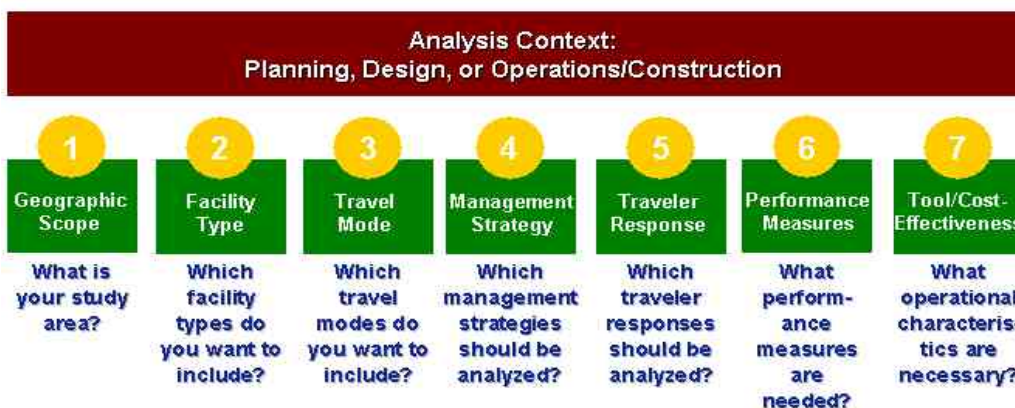 Analysis Context:
Planning, Design, or Operations/Construction
1
Geographic
Scope
What is
your study
area?
2
Facility
Type
Which
facility
types do
you want to
include?
3
Travel
Mode
Which
travel
modes do
you want to
include?
4
Management
Strategy
Which
management
strategies
should be
analyzed?
5
Traveler
Response
Which
traveler
responses
should be
analyzed?
6
Performance
Measures
What
perform-
ance
measures
are
needed?
7
Tool/Cost-
Effectiveness
What
operational
characteris
tics are
necessary?